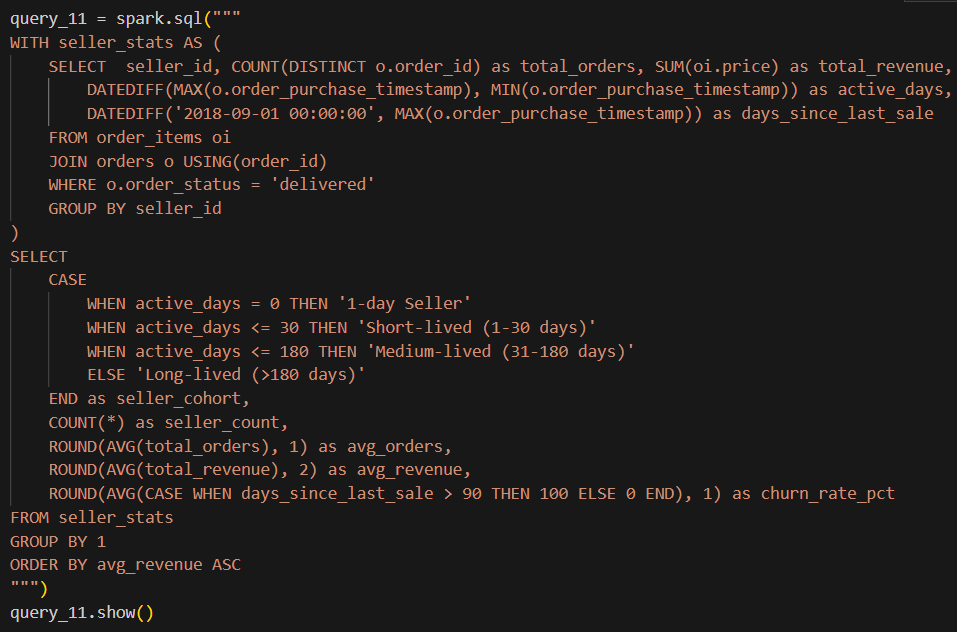 query_11 = spark.sql("""
WITH seller_stats AS (
    SELECT  seller_id, COUNT(DISTINCT o.order_id) as total_orders, SUM(oi.price) as total_revenue,
        DATEDIFF(MAX(o.order_purchase_timestamp), MIN(o.order_purchase_timestamp)) as active_days,
        DATEDIFF('2018-09-01 00:00:00', MAX(o.order_purchase_timestamp)) as days_since_last_sale
    FROM order_items oi
    JOIN orders o USING(order_id)
    WHERE o.order_status = 'delivered'
    GROUP BY seller_id
)
SELECT
    CASE
        WHEN active_days = 0 THEN '1-day Seller'
        WHEN active_days <= 30 THEN 'Short-lived (1-30 days)'
        WHEN active_days <= 180 THEN 'Medium-lived (31-180 days)'
        ELSE 'Long-lived (>180 days)'
    END as seller_cohort,
    COUNT(*) as seller_count,
    ROUND(AVG(total_orders), 1) as avg_orders,
    ROUND(AVG(total_revenue), 2) as avg_revenue,
    ROUND(AVG(CASE WHEN days_since_last_sale > 90 THEN 100 ELSE 0 END), 1) as churn_rate_pct
FROM seller_stats
GROUP BY 1
ORDER BY avg_revenue ASC
""")
query_11.show()